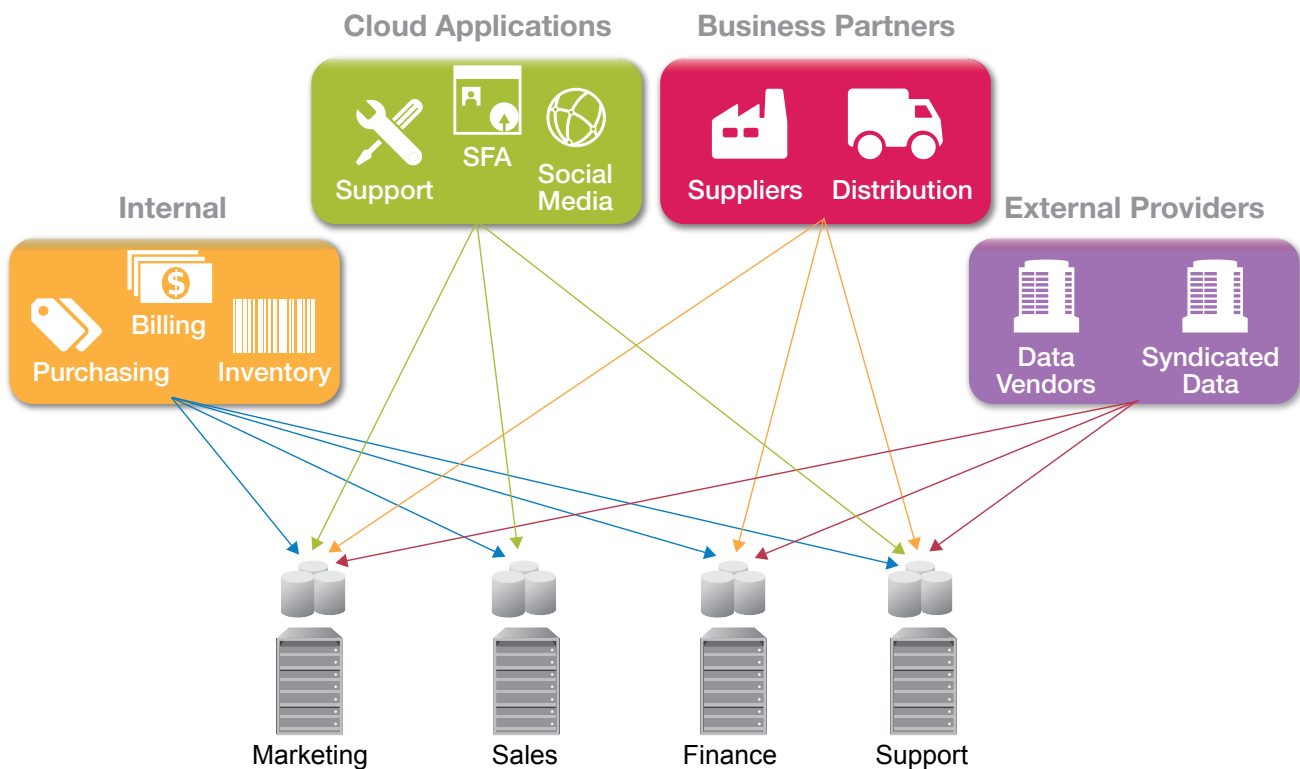 Cloud Applications
Business Partners
Support
SFA
Social
Media
Suppliers
Distribution
Internal
External Providers
$
Billing
Purchasing
Inventory
Data
Vendors
Syndicated
Data
Marketing
Sales
Finance
Support